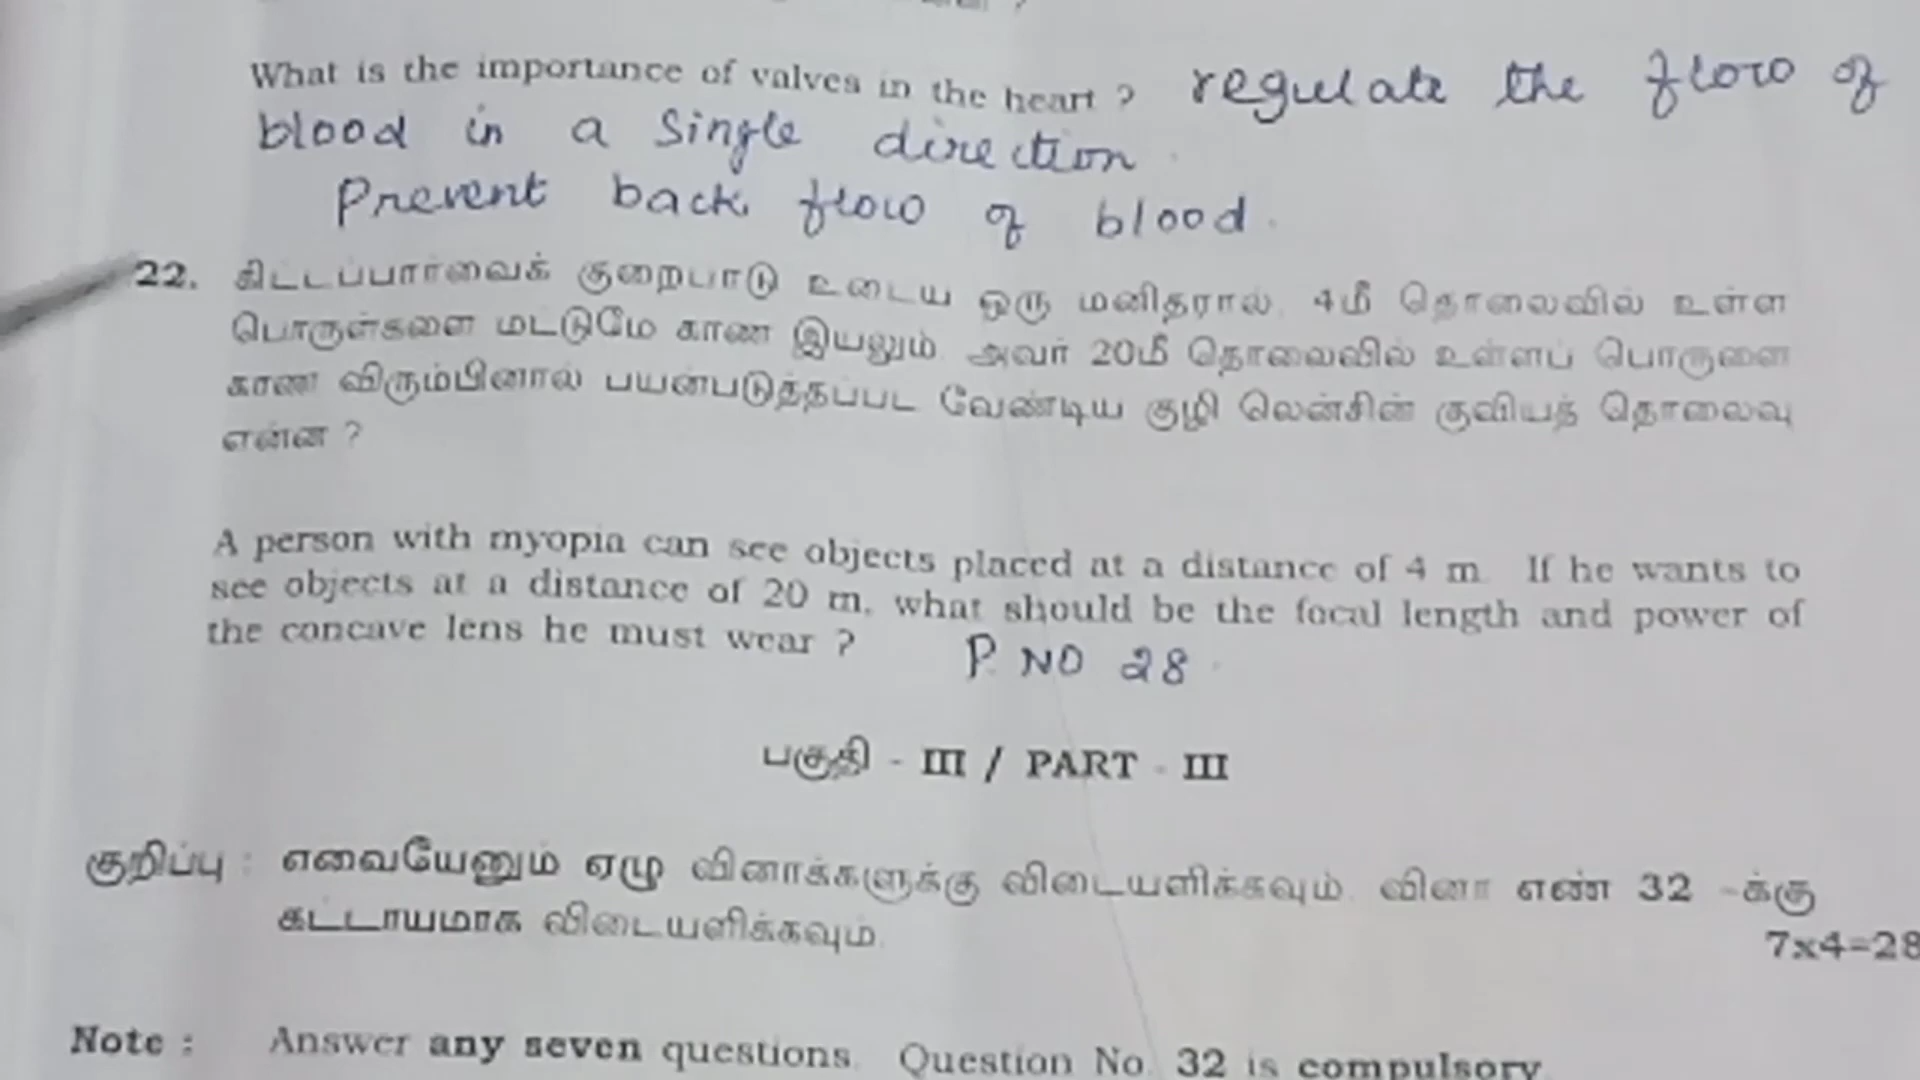 What is the importance of valves in the heart ? regulate the flow of
blood in a single direction.
Prevent back flow of blood.
22. கிட்டப்பார்வைக் குறைபாடு உடைய ஒரு மனிதரால், 4மீ தொலைவில் உள்ள
பொருள்களை மட்டுமே காண இயலும். அவர் 20மீ தொலைவில் உள்ளப் பொருளை
காண விரும்பினால் பயன்படுத்தப்பட வேண்டிய குழி லென்சின் குவியத் தொலைவு
என்ன ?
A person with myopia can see objects placed at a distance of 4 m. If he wants to
see objects at a distance of 20 m, what should be the focal length and power of
the concave lens he must wear ? P. NO 28.
பகுதி - III / PART - III
குறிப்பு : எவையேனும் ஏழு வினாக்களுக்கு விடையளிக்கவும். வினா எண் 32 -க்கு
கட்டாயமாக விடையளிக்கவும்.
7x4=28
Note : Answer any seven questions. Question No. 32 is compulsory.